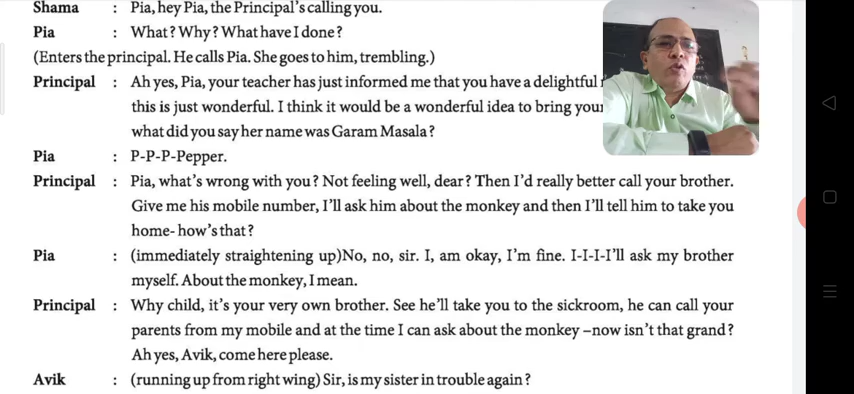 Shama : Pia, hey Pia, the Principal's calling you.
Pia : What? Why? What have I done?
(Enters the principal. He calls Pia. She goes to him, trembling.)
Principal : Ah yes, Pia, your teacher has just informed me that you have a delightful
this is just wonderful. I think it would be a wonderful idea to bring your
what did you say her name was Garam Masala?
Pia : P-P-P-Pepper.
Principal : Pia, what's wrong with you? Not feeling well, dear? Then I'd really better call your brother.
Give me his mobile number, I'll ask him about the monkey and then I'll tell him to take you
home- how's that?
Pia : (immediately straightening up)No, no, sir. I, am okay, I'm fine. I-I-I-I'll ask my brother
myself. About the monkey, I mean.
Principal : Why child, it's your very own brother. See he'll take you to the sickroom, he can call your
parents from my mobile and at the time I can ask about the monkey –now isn't that grand?
Ah yes, Avik, come here please.
Avik : (running up from right wing) Sir, is my sister in trouble again?